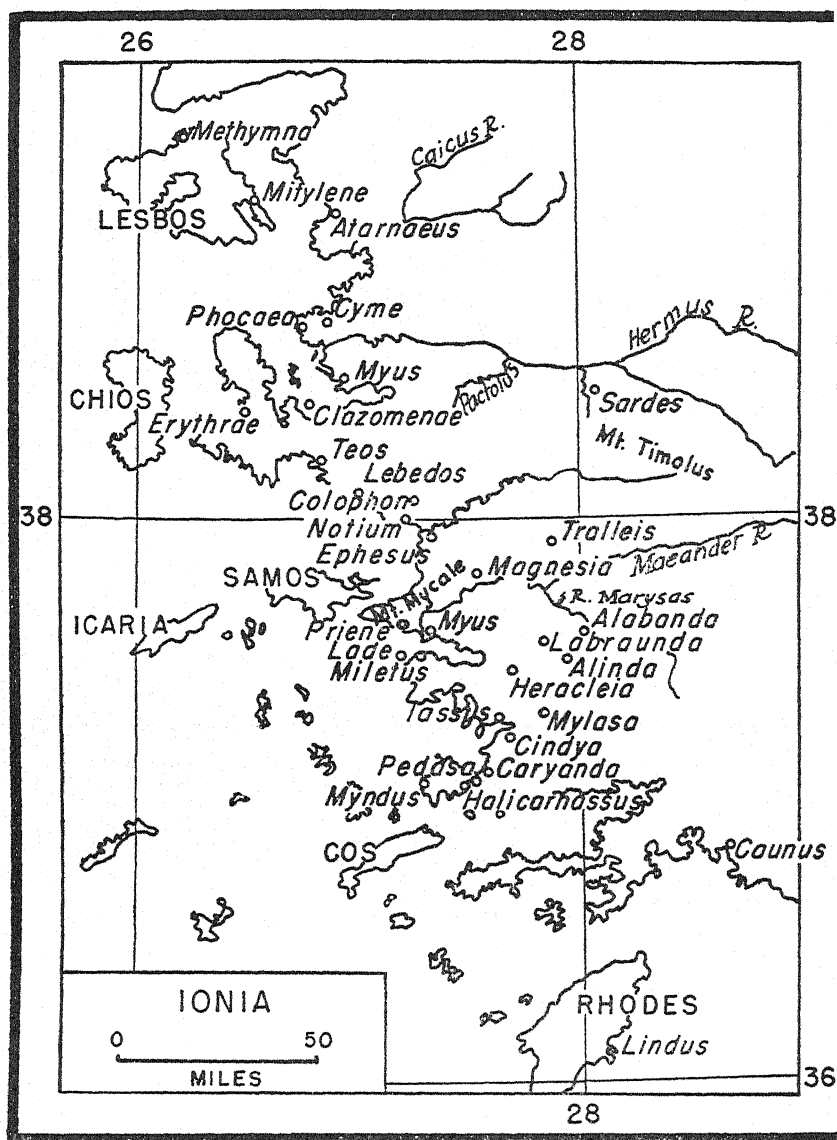 26 28
Methymna
Caicus R.
Mitylene
LESBOS
Atarnaeus
Cyme
Phocaea
Hermus R.
Myus
Pactolus
CHIOS
Sardes
Erythrae
Clazomenae
Mt. Timolus
Teos
Lebedos
Colophon
38 38
Notium
Tralleis
Ephesus
Maeander R
Magnesia
SAMOS
Mt. Mycale
R. Marysas
Alabanda
ICARIA
Priene
Myus
Labraunda
Lade
Alinda
Miletus
Heracleia
Tassus
Mylasa
Cindya
Pedasa
Caryanda
Myndus
Halicarnassus
COS
Caunus
IONIA
0 50
MILES
RHODES
Lindus
36
28